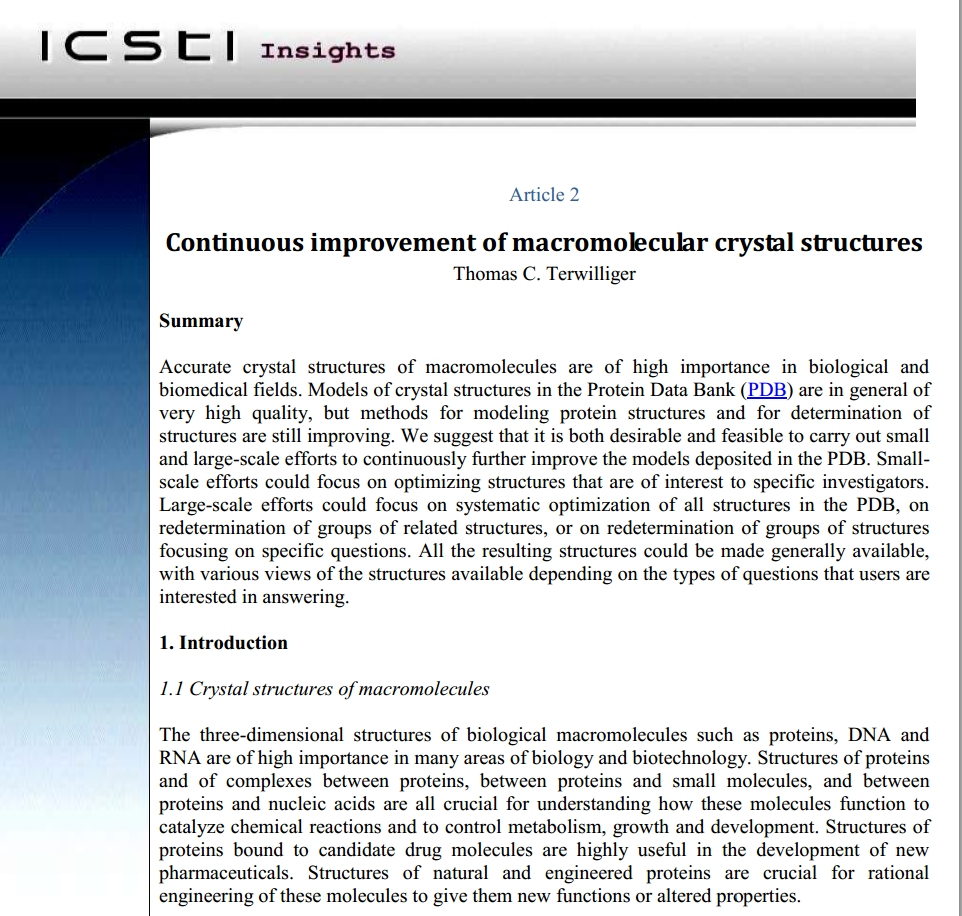 ICSTI Insights
Article 2
Continuous improvement of macromolecular crystal structures
Thomas C. Terwilliger
Summary
Accurate crystal structures of macromolecules are of high importance in biological and
biomedical fields. Models of crystal structures in the Protein Data Bank (PDB) are in general of
very high quality, but methods for modeling protein structures and for determination of
structures are still improving. We suggest that it is both desirable and feasible to carry out small
and large-scale efforts to continuously further improve the models deposited in the PDB. Small-
scale efforts could focus on optimizing structures that are of interest to specific investigators.
Large-scale efforts could focus on systematic optimization of all structures in the PDB, on
redetermination of groups of related structures, or on redetermination of groups of structures
focusing on specific questions. All the resulting structures could be made generally available,
with various views of the structures available depending on the types of questions that users are
interested in answering.
1. Introduction
1.1 Crystal structures of macromolecules
The three-dimensional structures of biological macromolecules such as proteins, DNA and
RNA are of high importance in many areas of biology and biotechnology. Structures of proteins
and of complexes between proteins, between proteins and small molecules, and between
proteins and nucleic acids are all crucial for understanding how these molecules function to
catalyze chemical reactions and to control metabolism, growth and development. Structures of
proteins bound to candidate drug molecules are highly useful in the development of new
pharmaceuticals. Structures of natural and engineered proteins are crucial for rational
engineering of these molecules to give them new functions or altered properties.